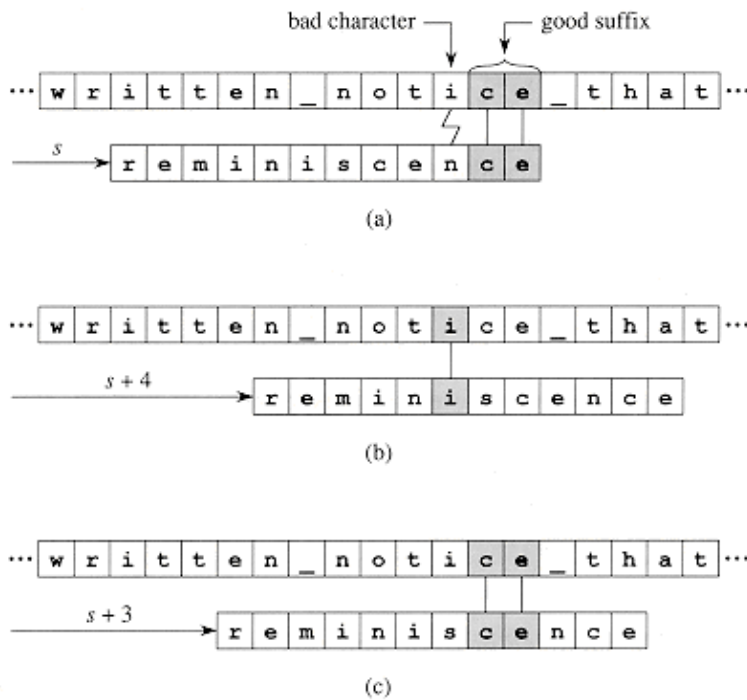 bad character good suffix
... w r i t t e n _ n o t i c e _ t h a t ...
s r e m i n i s c e n c e
(a)
... w r i t t e n _ n o t i c e _ t h a t ...
s + 4 r e m i n i s c e n c e
(b)
... w r i t t e n _ n o t i c e _ t h a t ...
s + 3 r e m i n i s c e n c e
(c)